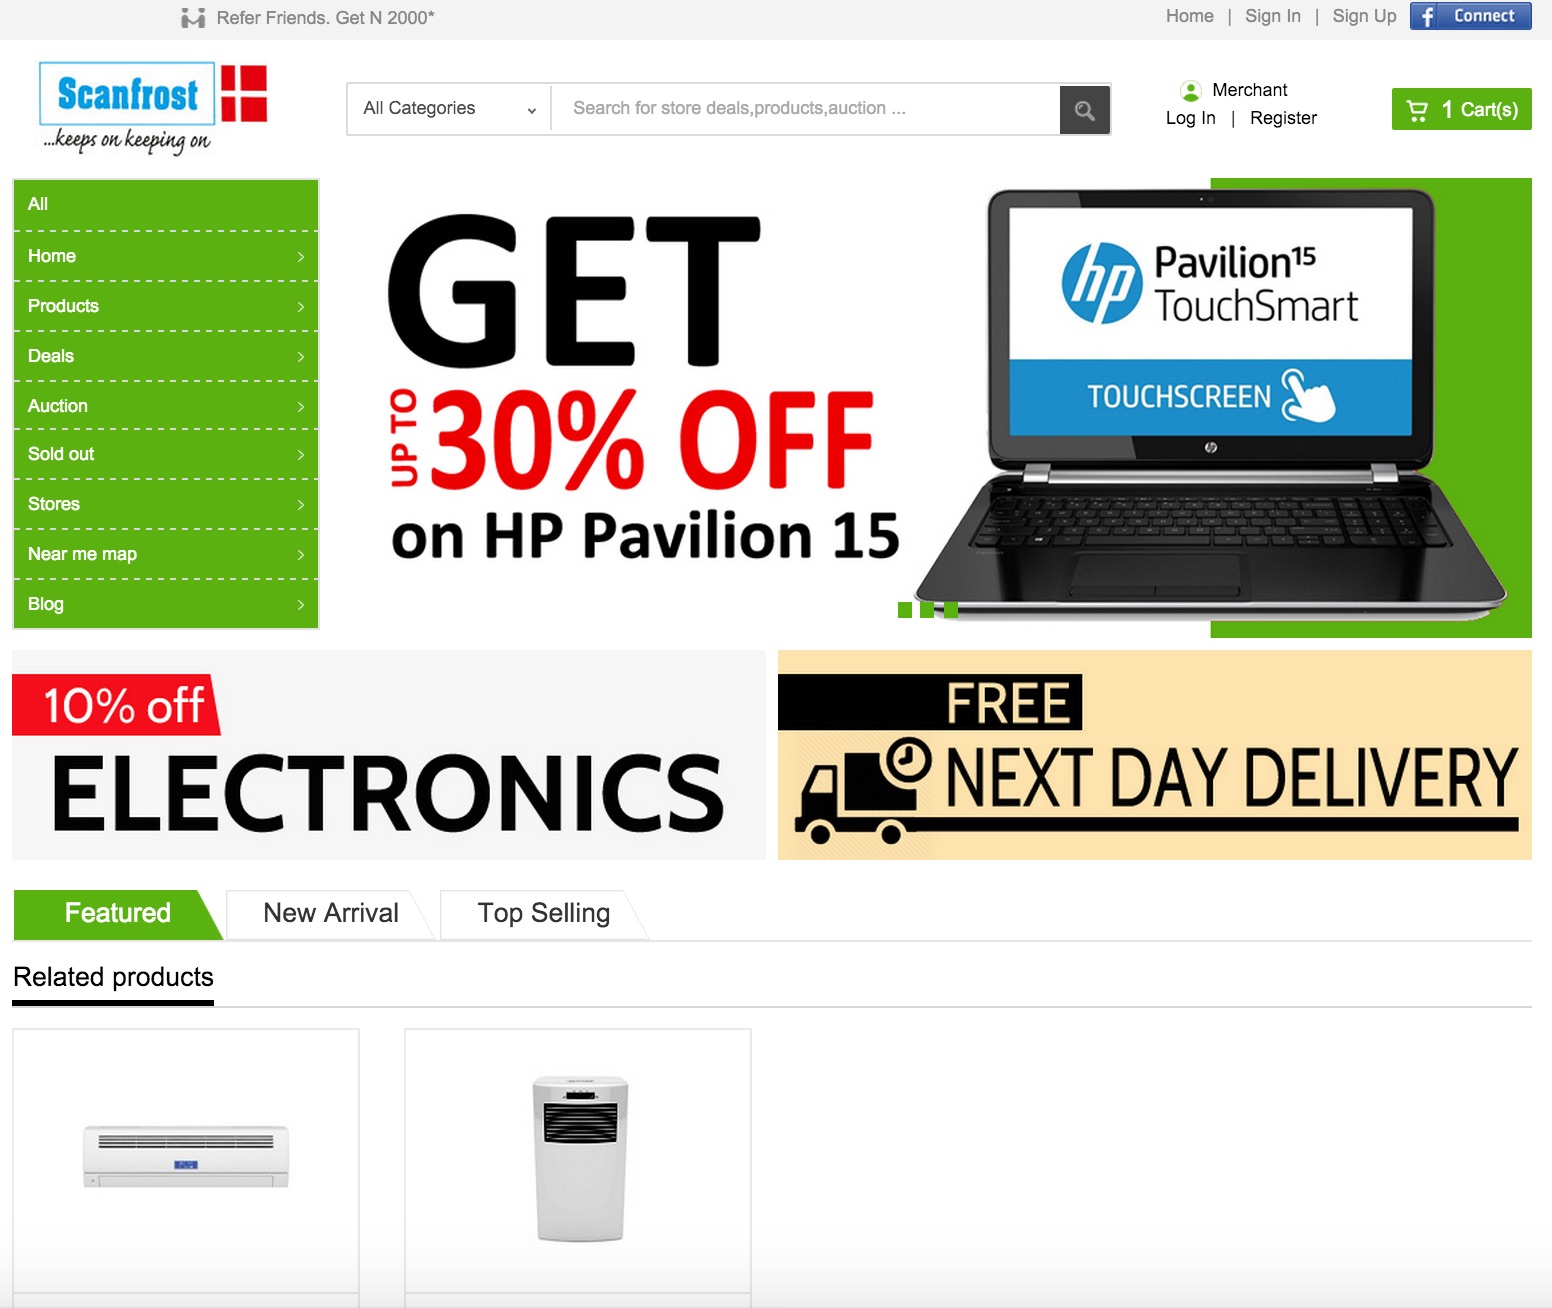 Refer Friends. Get N 2000*
Home | Sign In | Sign Up
f Connect
Scanfrost
...keeps on keeping on
All Categories
Search for store deals,products,auction ...
Merchant
Log In | Register
1 Cart(s)
All
Home
Products
Deals
Auction
Sold out
Stores
Near me map
Blog
GET
UP TO
30% OFF
on HP Pavilion 15
hp
Pavilion15
TouchSmart
TOUCHSCREEN
hp
10% off
ELECTRONICS
FREE
NEXT DAY DELIVERY
Featured
New Arrival
Top Selling
Related products